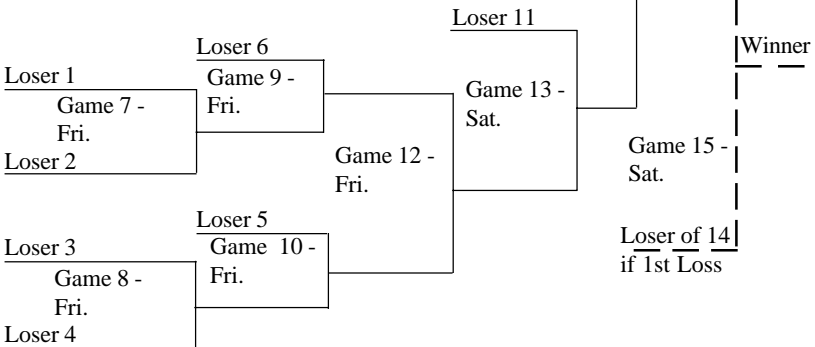 Loser 11
Winner
Loser 6
Loser 1
Game 9 -
Fri.
Game 13 -
Sat.
Game 7 -
Fri.
Game 12 -
Fri.
Game 15 -
Sat.
Loser 2
Loser 5
Loser of 14
if 1st Loss
Loser 3
Game 10 -
Fri.
Game 8 -
Fri.
Loser 4